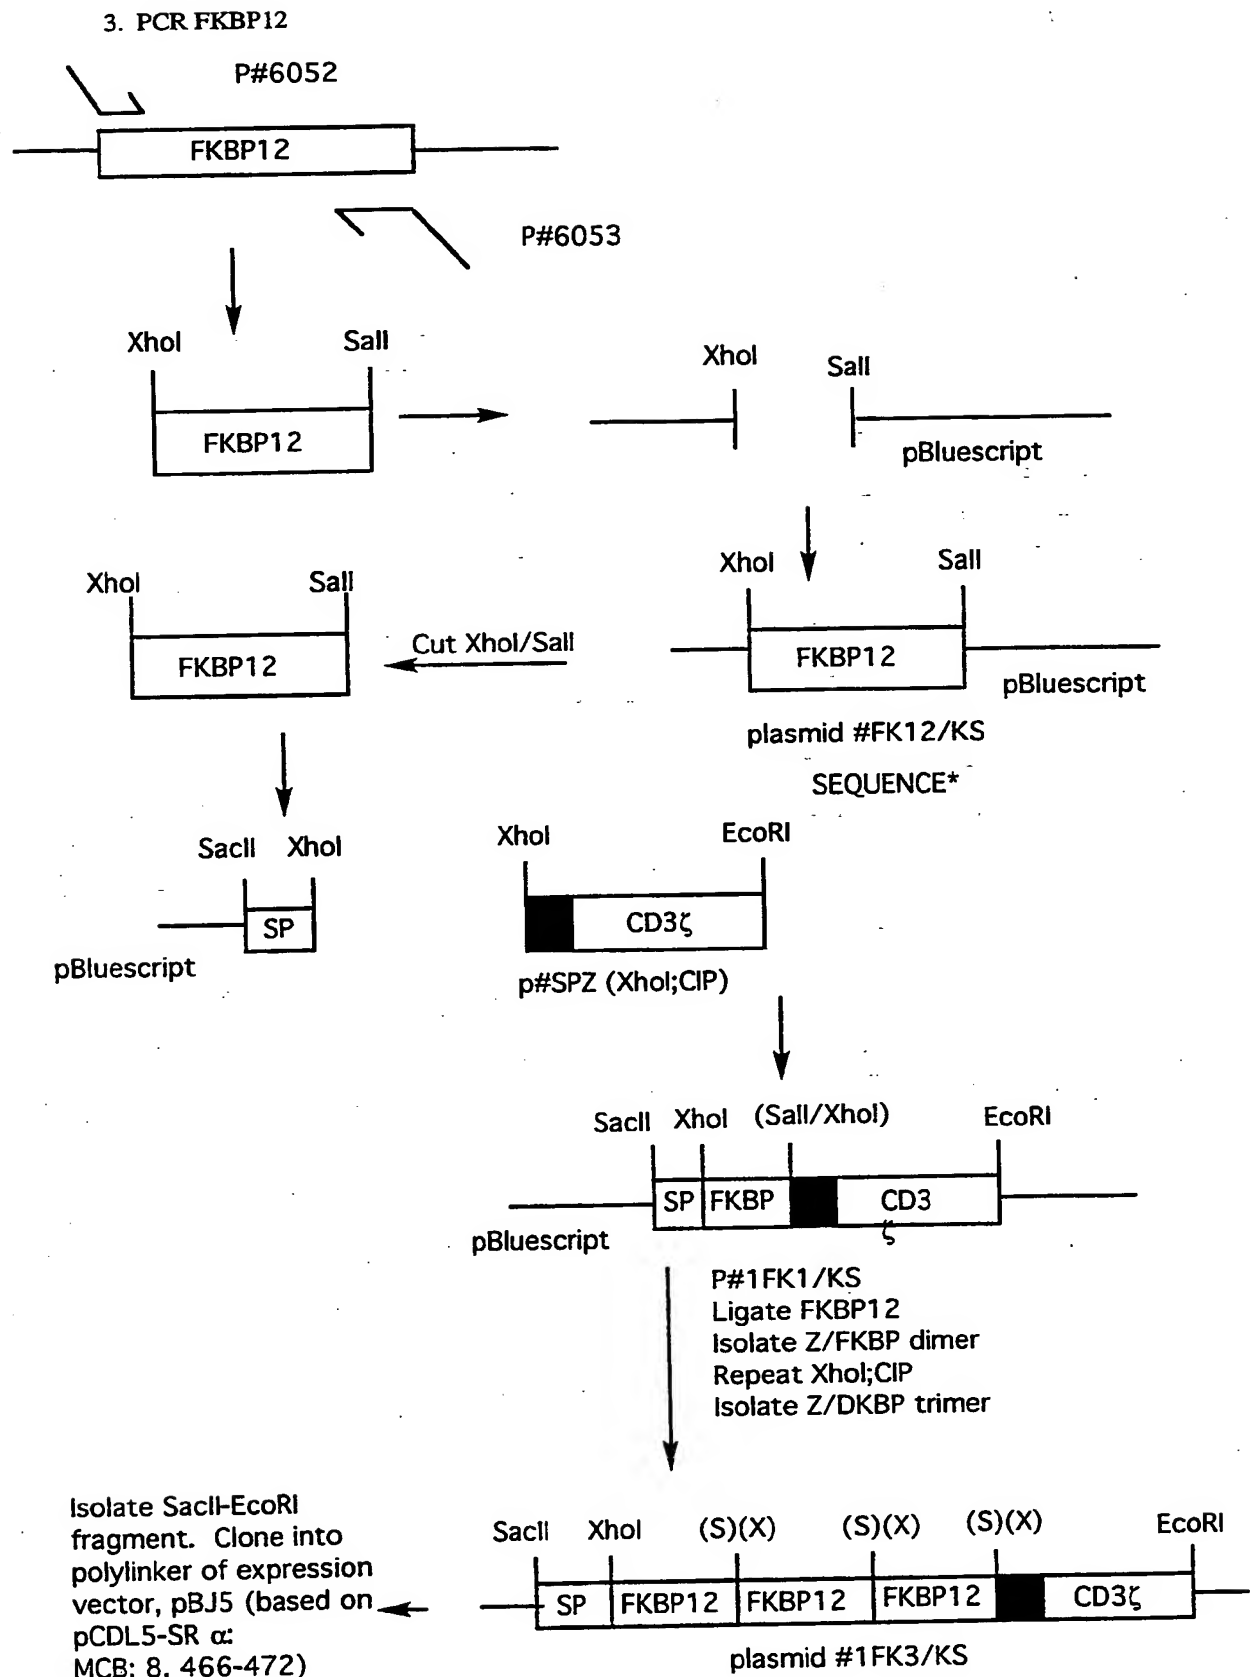 3. PCR FKBP12
P#6052
FKBP12
P#6053
XhoI SalI
FKBP12
XhoI SalI
pBluescript
XhoI SalI
FKBP12
Cut XhoI/SalI
XhoI SalI
FKBP12
pBluescript
plasmid #FK12/KS
SEQUENCE*
SacII XhoI
SP
pBluescript
XhoI EcoRI
CD3ζ
p#SPZ (XhoI;CIP)
SacII XhoI (SalI/XhoI) EcoRI
SP FKBP CD3
ζ
pBluescript
P#1FK1/KS
Ligate FKBP12
Isolate Z/FKBP dimer
Repeat XhoI;CIP
Isolate Z/DKBP trimer
Isolate SacII-EcoRI
fragment. Clone into
polylinker of expression
vector, pBJ5 (based on
pCDL5-SR α:
MCB: 8, 466-472)
SacII XhoI (S)(X) (S)(X) (S)(X) EcoRI
SP FKBP12 FKBP12 FKBP12 CD3ζ
plasmid #1FK3/KS